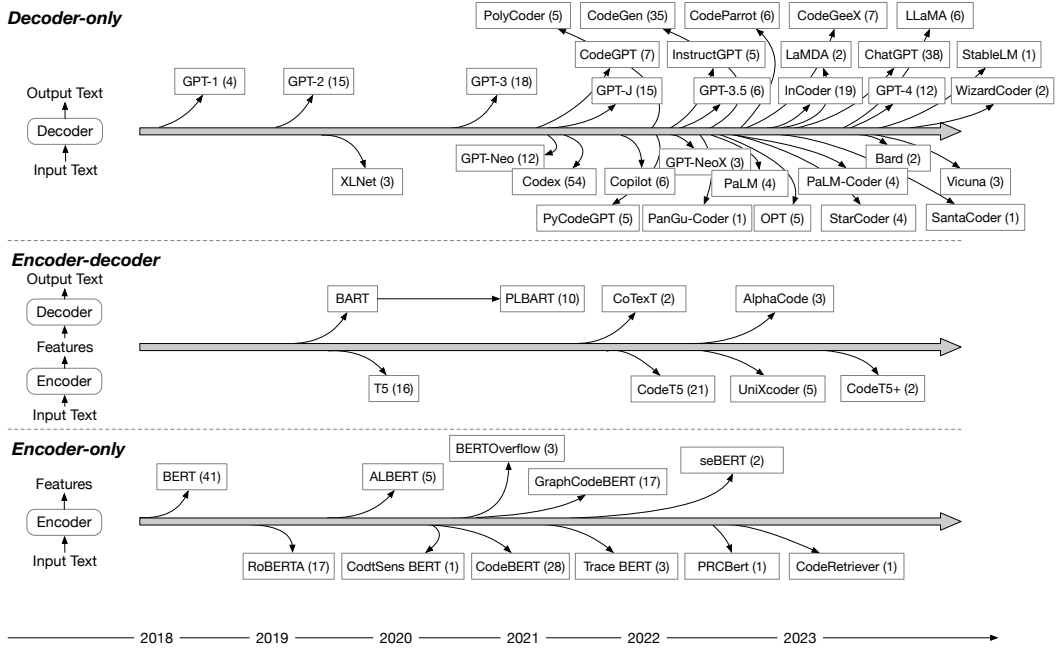 Decoder-only
PolyCoder (5)
CodeGen (35)
CodeParrot (6)
CodeGeeX (7)
LLaMA (6)
CodeGPT (7)
InstructGPT (5)
LaMDA (2)
ChatGPT (38)
StableLM (1)
GPT-1 (4)
GPT-2 (15)
GPT-3 (18)
GPT-J (15)
GPT-3.5 (6)
InCoder (19)
GPT-4 (12)
WizardCoder (2)
Output Text
Decoder
Input Text
GPT-Neo (12)
GPT-NeoX (3)
Bard (2)
XLNet (3)
Codex (54)
Copilot (6)
PaLM (4)
PaLM-Coder (4)
Vicuna (3)
PyCodeGPT (5)
PanGu-Coder (1)
OPT (5)
StarCoder (4)
SantaCoder (1)
Encoder-decoder
Output Text
Decoder
Features
Encoder
Input Text
BART
PLBART (10)
CoTexT (2)
AlphaCode (3)
T5 (16)
CodeT5 (21)
UniXcoder (5)
CodeT5+ (2)
Encoder-only
Features
Encoder
Input Text
BERT (41)
ALBERT (5)
BERTOverflow (3)
GraphCodeBERT (17)
seBERT (2)
RoBERTA (17)
CodtSens BERT (1)
CodeBERT (28)
Trace BERT (3)
PRCBert (1)
CodeRetriever (1)
2018
2019
2020
2021
2022
2023